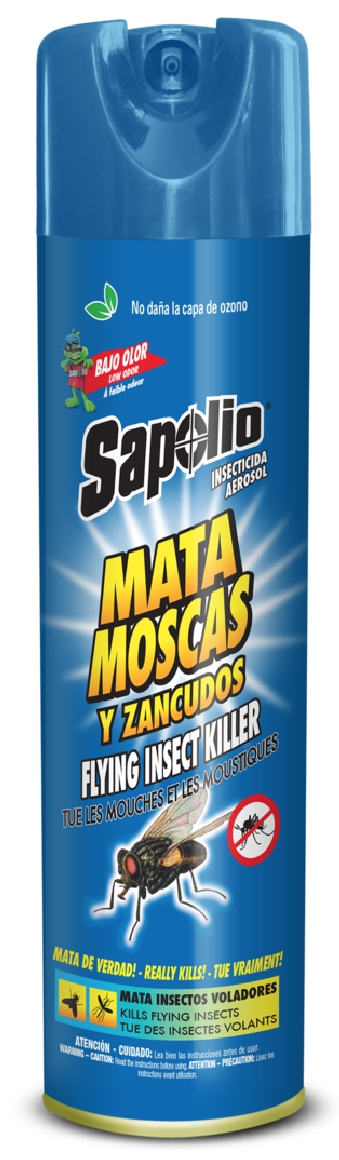 No daña la capa de ozono
BAJO OLOR
LOW ODOR
À faible odeur
Sapolio®
INSECTICIDA
AEROSOL
MATA
MOSCAS
Y ZANCUDOS
FLYING INSECT KILLER
TUE LES MOUCHES ET LES MOUSTIQUES
MATA DE VERDAD! - REALLY KILLS! - TUE VRAIMENT!
MATA INSECTOS VOLADORES
KILLS FLYING INSECTS
TUE DES INSECTES VOLANTS
ATENCIÓN - CUIDADO: Lea bien las instrucciones antes de usar.
WARNING - CAUTION: Read the instructions before using. ATTENTION - PRÉCAUTION: Lisez les
instructions avant utilisation.